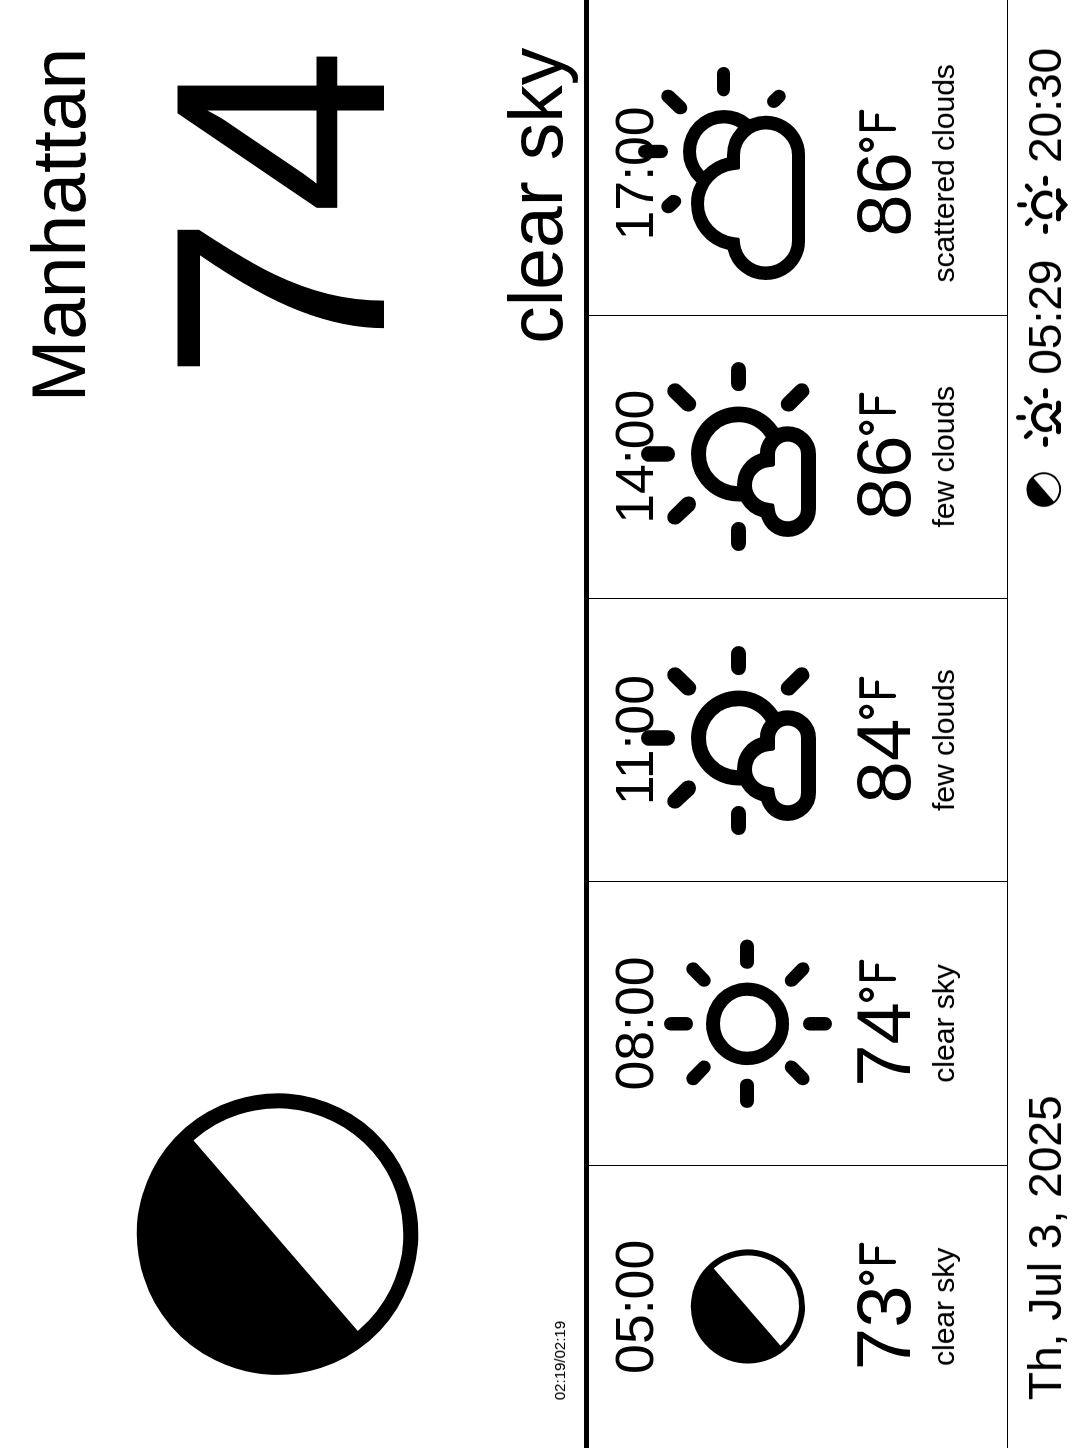 Manhattan
74
clear sky
02:19/02:19
05:00
73°F
clear sky
08:00
74°F
clear sky
11:00
84°F
few clouds
14:00
86°F
few clouds
17:00
86°F
scattered clouds
Th, Jul 3, 2025
05:29
20:30